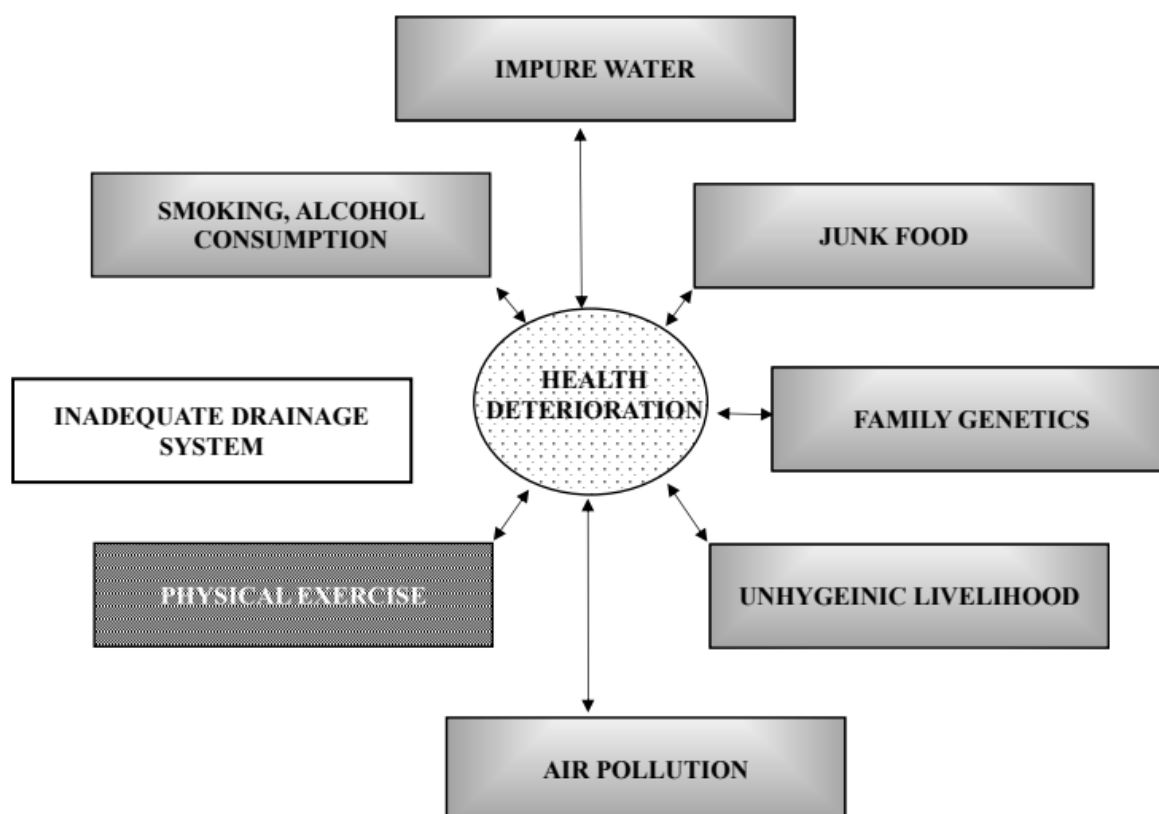 IMPURE WATER
SMOKING, ALCOHOL
CONSUMPTION
JUNK FOOD
HEALTH
DETERIORATION
INADEQUATE DRAINAGE
SYSTEM
FAMILY GENETICS
PHYSICAL EXERCISE
UNHYGEINIC LIVELIHOOD
AIR POLLUTION